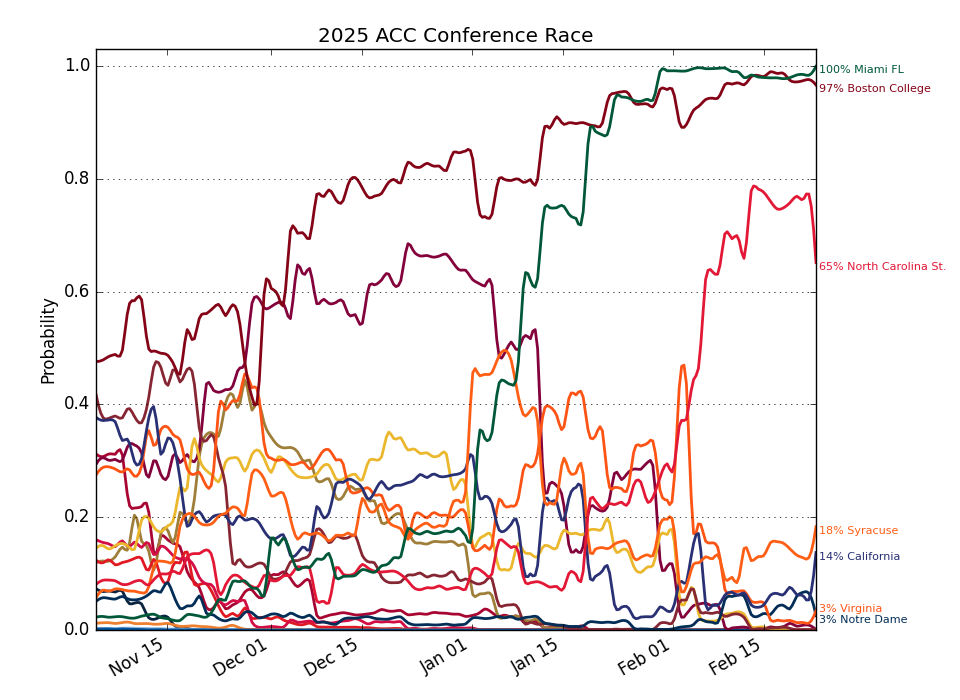 2025 ACC Conference Race
Probability
1.0
0.8
0.6
0.4
0.2
0.0
Nov 15
Dec 01
Dec 15
Jan 01
Jan 15
Feb 01
Feb 15
100% Miami FL
97% Boston College
65% North Carolina St.
18% Syracuse
14% California
3% Virginia
3% Notre Dame